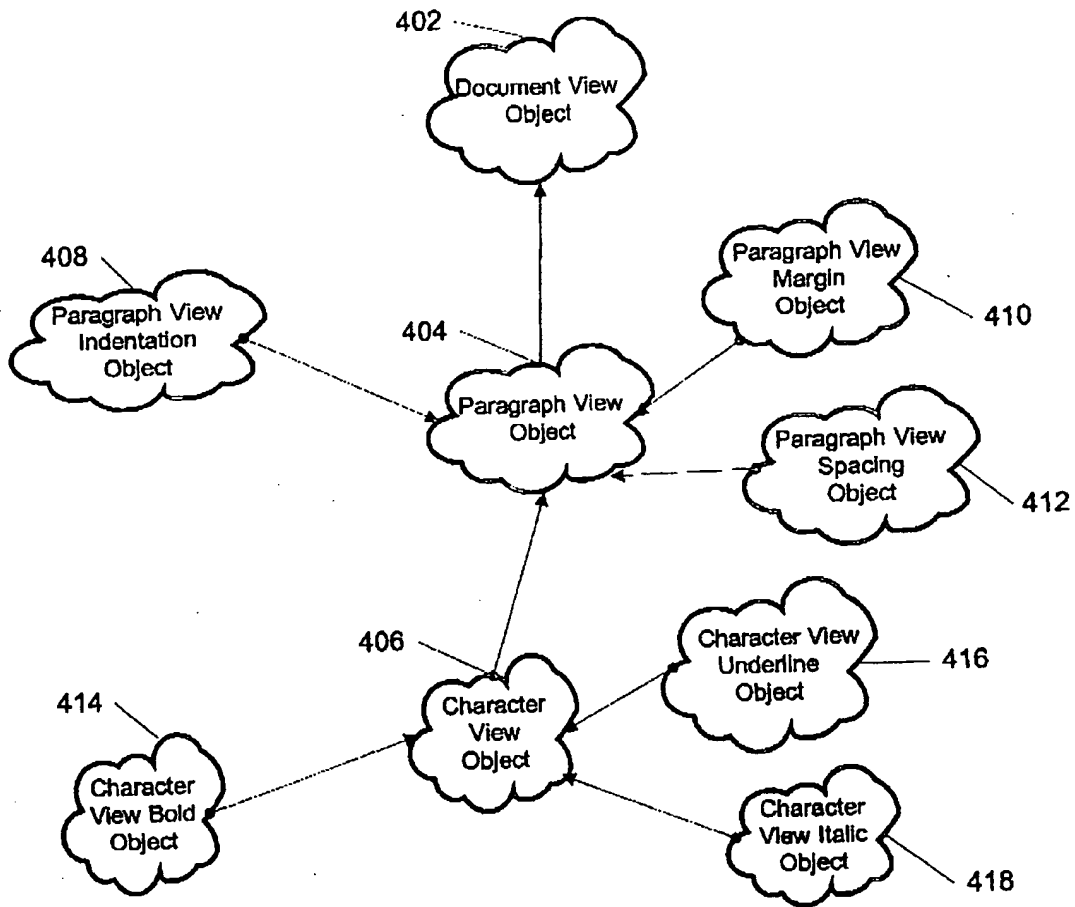 402
Document View
Object
408
Paragraph View
Indentation
Object
Paragraph View
Margin
Object
410
404
Paragraph View
Object
Paragraph View
Spacing
Object
412
406
Character
View
Object
Character View
Underline
Object
416
414
Character
View Bold
Object
Character
View Italic
Object
418